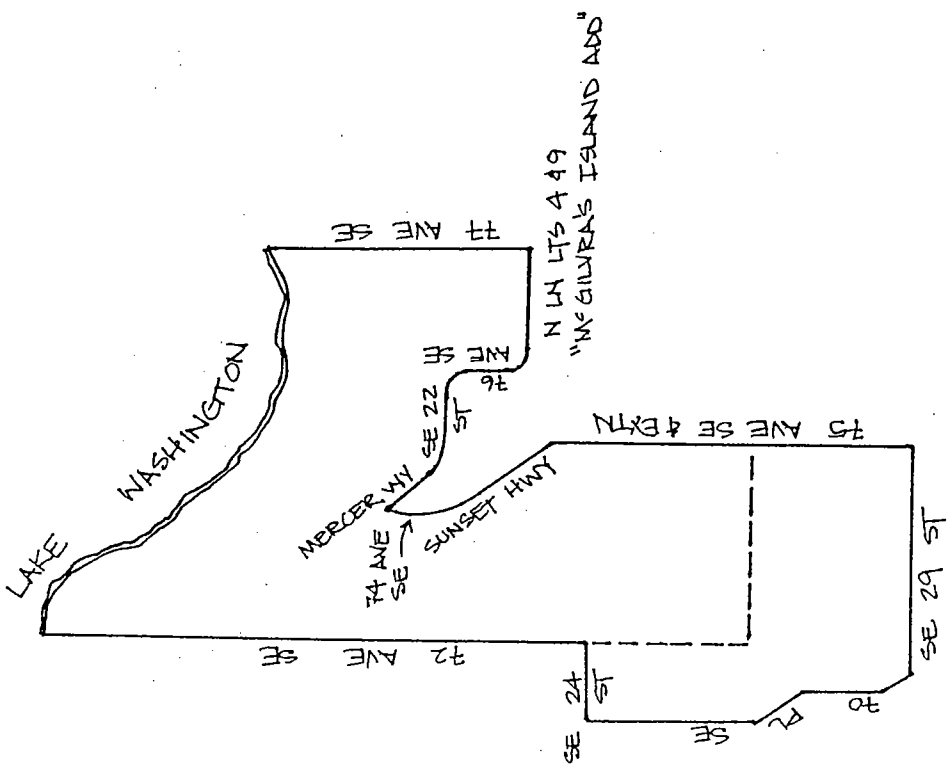 LAKE
WASHINGTON
77 AVE SE
N LN LTS 4 & 9
"McGILVRA'S ISLAND ADD"
76
AVE SE
SE 22
ST
MERCER WY
74 AVE
SE
SUNSET HWY
75 AVE SE & EXTN
72 AVE SE
SE 24
ST
SE
70
PL
SE
SE 29 ST